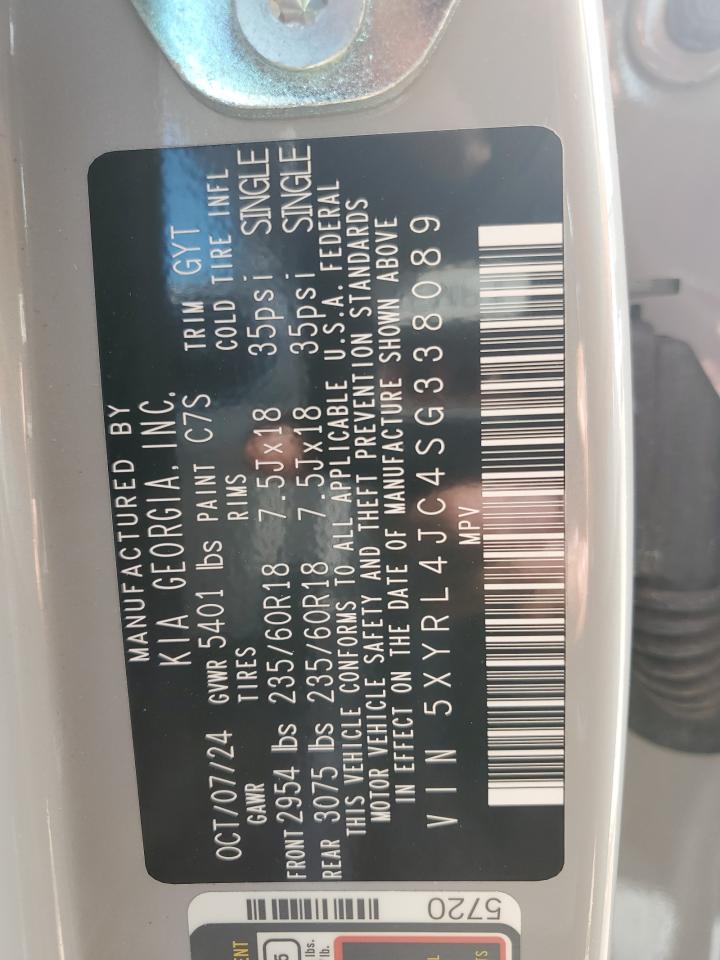 MANUFACTURED BY
KIA GEORGIA, INC.
OCT/07/24 GVWR 5401 lbs PAINT C7S TRIM GYT
GAWR TIRES RIMS COLD TIRE INFL
FRONT 2954 lbs 235/60R18 7.5Jx18 35psi SINGLE
REAR 3075 lbs 235/60R18 7.5Jx18 35psi SINGLE
THIS VEHICLE CONFORMS TO ALL APPLICABLE U.S.A. FEDERAL
MOTOR VEHICLE SAFETY AND THEFT PREVENTION STANDARDS
IN EFFECT ON THE DATE OF MANUFACTURE SHOWN ABOVE
VIN 5XYRL4JC4SG338089
MPV
5720
lbs.
lb.